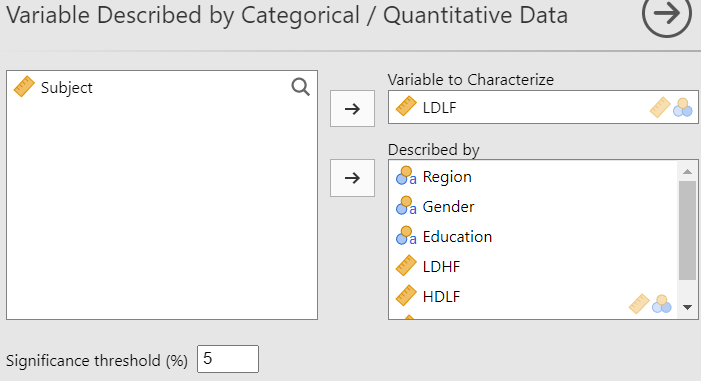 Variable Described by Categorical / Quantitative Data
Subject
Variable to Characterize
LDLF
Described by
a Region
a Gender
a Education
LDHF
HDLF
Significance threshold (%) 5